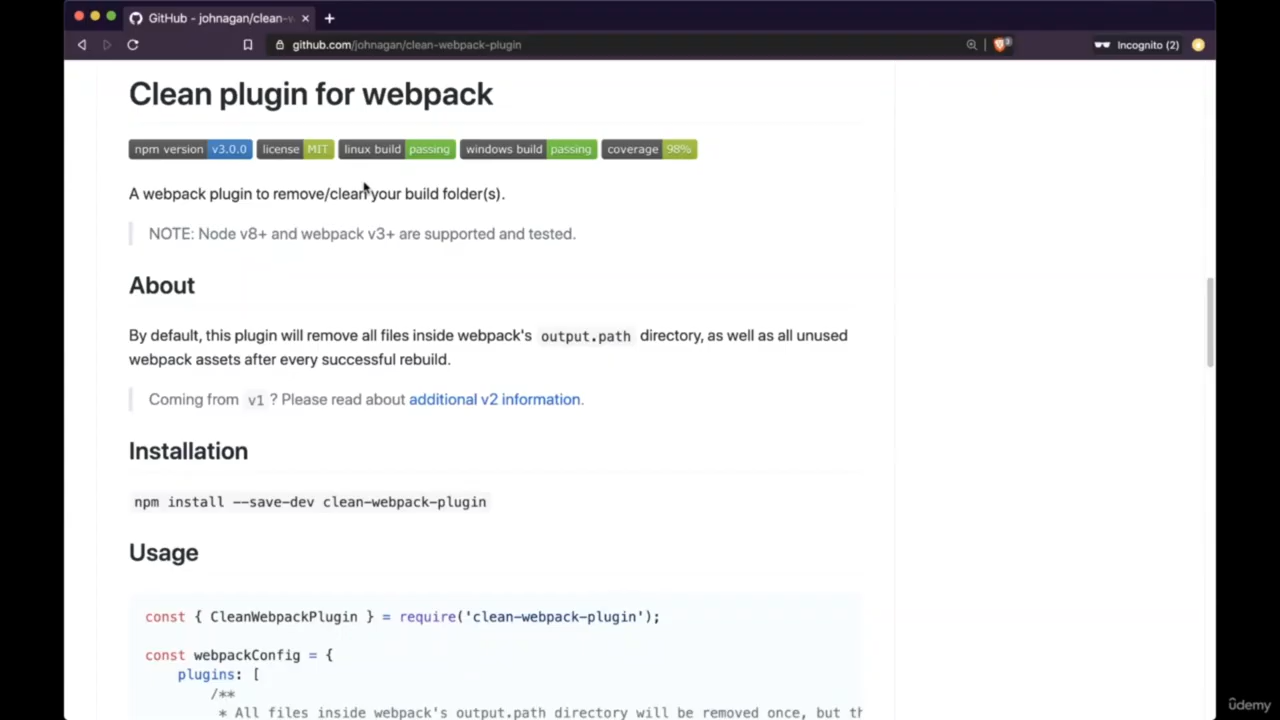 GitHub - johnagan/clean-w
github.com/johnagan/clean-webpack-plugin
Incognito (2)
Clean plugin for webpack
npm version v3.0.0 license MIT linux build passing windows build passing coverage 98%
A webpack plugin to remove/clean your build folder(s).
NOTE: Node v8+ and webpack v3+ are supported and tested.
About
By default, this plugin will remove all files inside webpack's output.path directory, as well as all unused
webpack assets after every successful rebuild.
Coming from v1 ? Please read about additional v2 information.
Installation
npm install --save-dev clean-webpack-plugin
Usage
const { CleanWebpackPlugin } = require('clean-webpack-plugin');
const webpackConfig = {
plugins: [
/**
* All files inside webpack's output.path directory will be removed once, but th
ûdemy